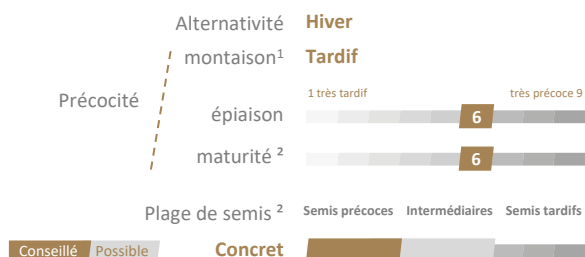 Alternativité Hiver
montaison¹ Tardif
Précocité
1 très tardif très précoce 9
épiaison 6
maturité ² 6
Plage de semis ² Semis précoces Intermédiaires Semis tardifs
Conseillé Possible Concret